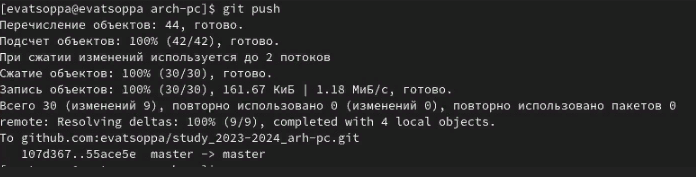 [evatsoppa@evatsoppa arch-pc]$ git push
Перечисление объектов: 44, готово.
Подсчет объектов: 100% (42/42), готово.
При сжатии изменений используется до 2 потоков
Сжатие объектов: 100% (30/30), готово.
Запись объектов: 100% (30/30), 161.67 КиБ | 1.18 МиБ/с, готово.
Всего 30 (изменений 9), повторно использовано 0 (изменений 0), повторно использовано пакетов 0
remote: Resolving deltas: 100% (9/9), completed with 4 local objects.
To github.com:evatsoppa/study_2023-2024_arh-pc.git
107d367..55ace5e master -> master